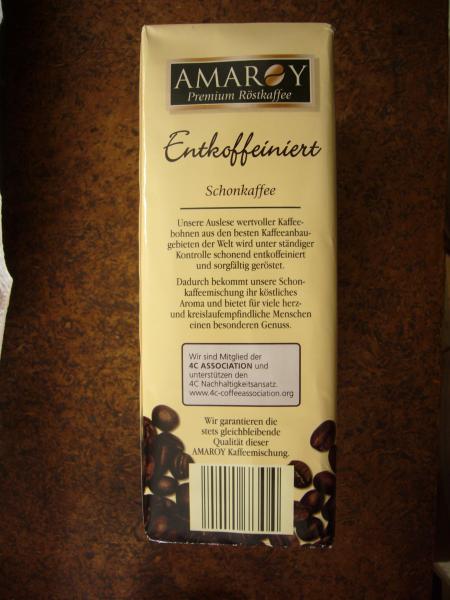 AMAROY
Premium Röstkaffee
Entkoffeiniert
Schonkaffee
Unsere Auslese wertvoller Kaffee-
bohnen aus den besten Kaffeeanbau-
gebieten der Welt wird unter ständiger
Kontrolle schonend entkoffeiniert
und sorgfältig geröstet.
Dadurch bekommt unsere Schon-
kaffeemischung ihr köstliches
Aroma und bietet für viele herz-
und kreislaufempfindliche Menschen
einen besonderen Genuss.
Wir sind Mitglied der
4C ASSOCIATION und
unterstützen den
4C Nachhaltigkeitsansatz.
www.4c-coffeeassociation.org
Wir garantieren die
stets gleichbleibende
Qualität dieser
AMAROY Kaffeemischung.